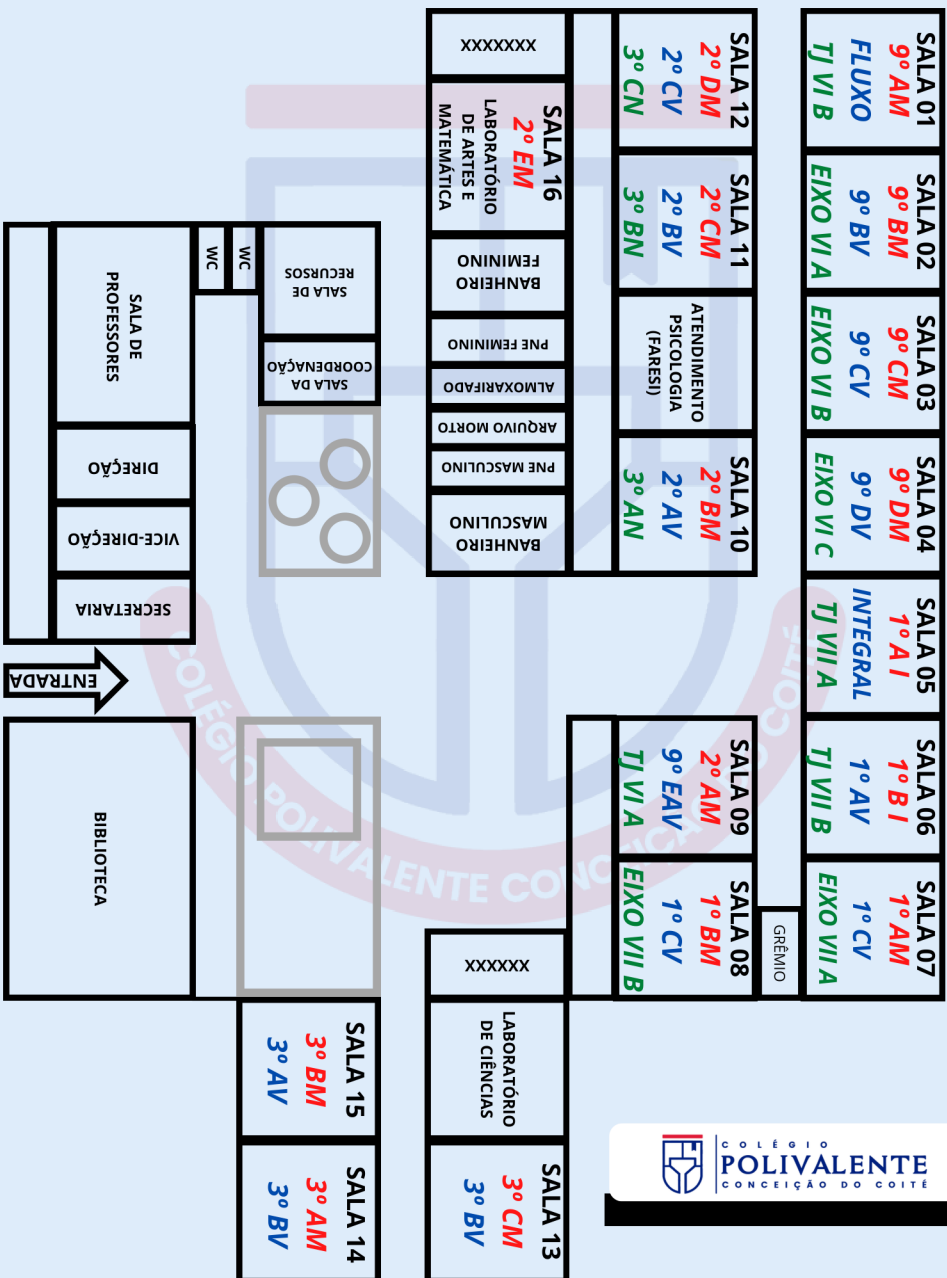 SALA 01
9º AM
FLUXO
TJ VI B
SALA 02
9º BM
9º BV
EIXO VI A
SALA 03
9º CM
9º CV
EIXO VI B
SALA 04
9º DM
9º DV
EIXO VI C
SALA 05
1º A I
INTEGRAL
TJ VII A
SALA 06
1º B I
1º AV
TJ VII B
SALA 07
1º AM
1º CV
EIXO VII A
GRÊMIO
SALA 12
2º DM
2º CV
3º CN
SALA 11
2º CM
2º BV
3º BN
ATENDIMENTO
PSICOLOGIA
(FARESI)
SALA 10
2º BM
2º AV
3º AN
SALA 09
2º AM
9º EAV
TJ VI A
SALA 08
1º BM
1º CV
EIXO VII B
XXXXXXX
SALA 16
2º EM
LABORATÓRIO
DE ARTES E
MATEMÁTICA
BANHEIRO
FEMININO
PNE FEMININO
ALMOXARIFADO
ARQUIVO MORTO
PNE MASCULINO
BANHEIRO
MASCULINO
XXXXXX
LABORATÓRIO
DE CIÊNCIAS
SALA 13
3º CM
3º BV
SALA DE
RECURSOS
SALA DA
COORDENAÇÃO
WC
WC
SALA DE
PROFESSORES
DIREÇÃO
VICE-DIREÇÃO
SECRETARIA
ENTRADA
BIBLIOTECA
SALA 15
3º BM
3º AV
SALA 14
3º AM
3º BV
COLÉGIO POLIVALENTE CONCEIÇÃO DO COITÉ
COLÉGIO
POLIVALENTE
CONCEIÇÃO DO COITÉ